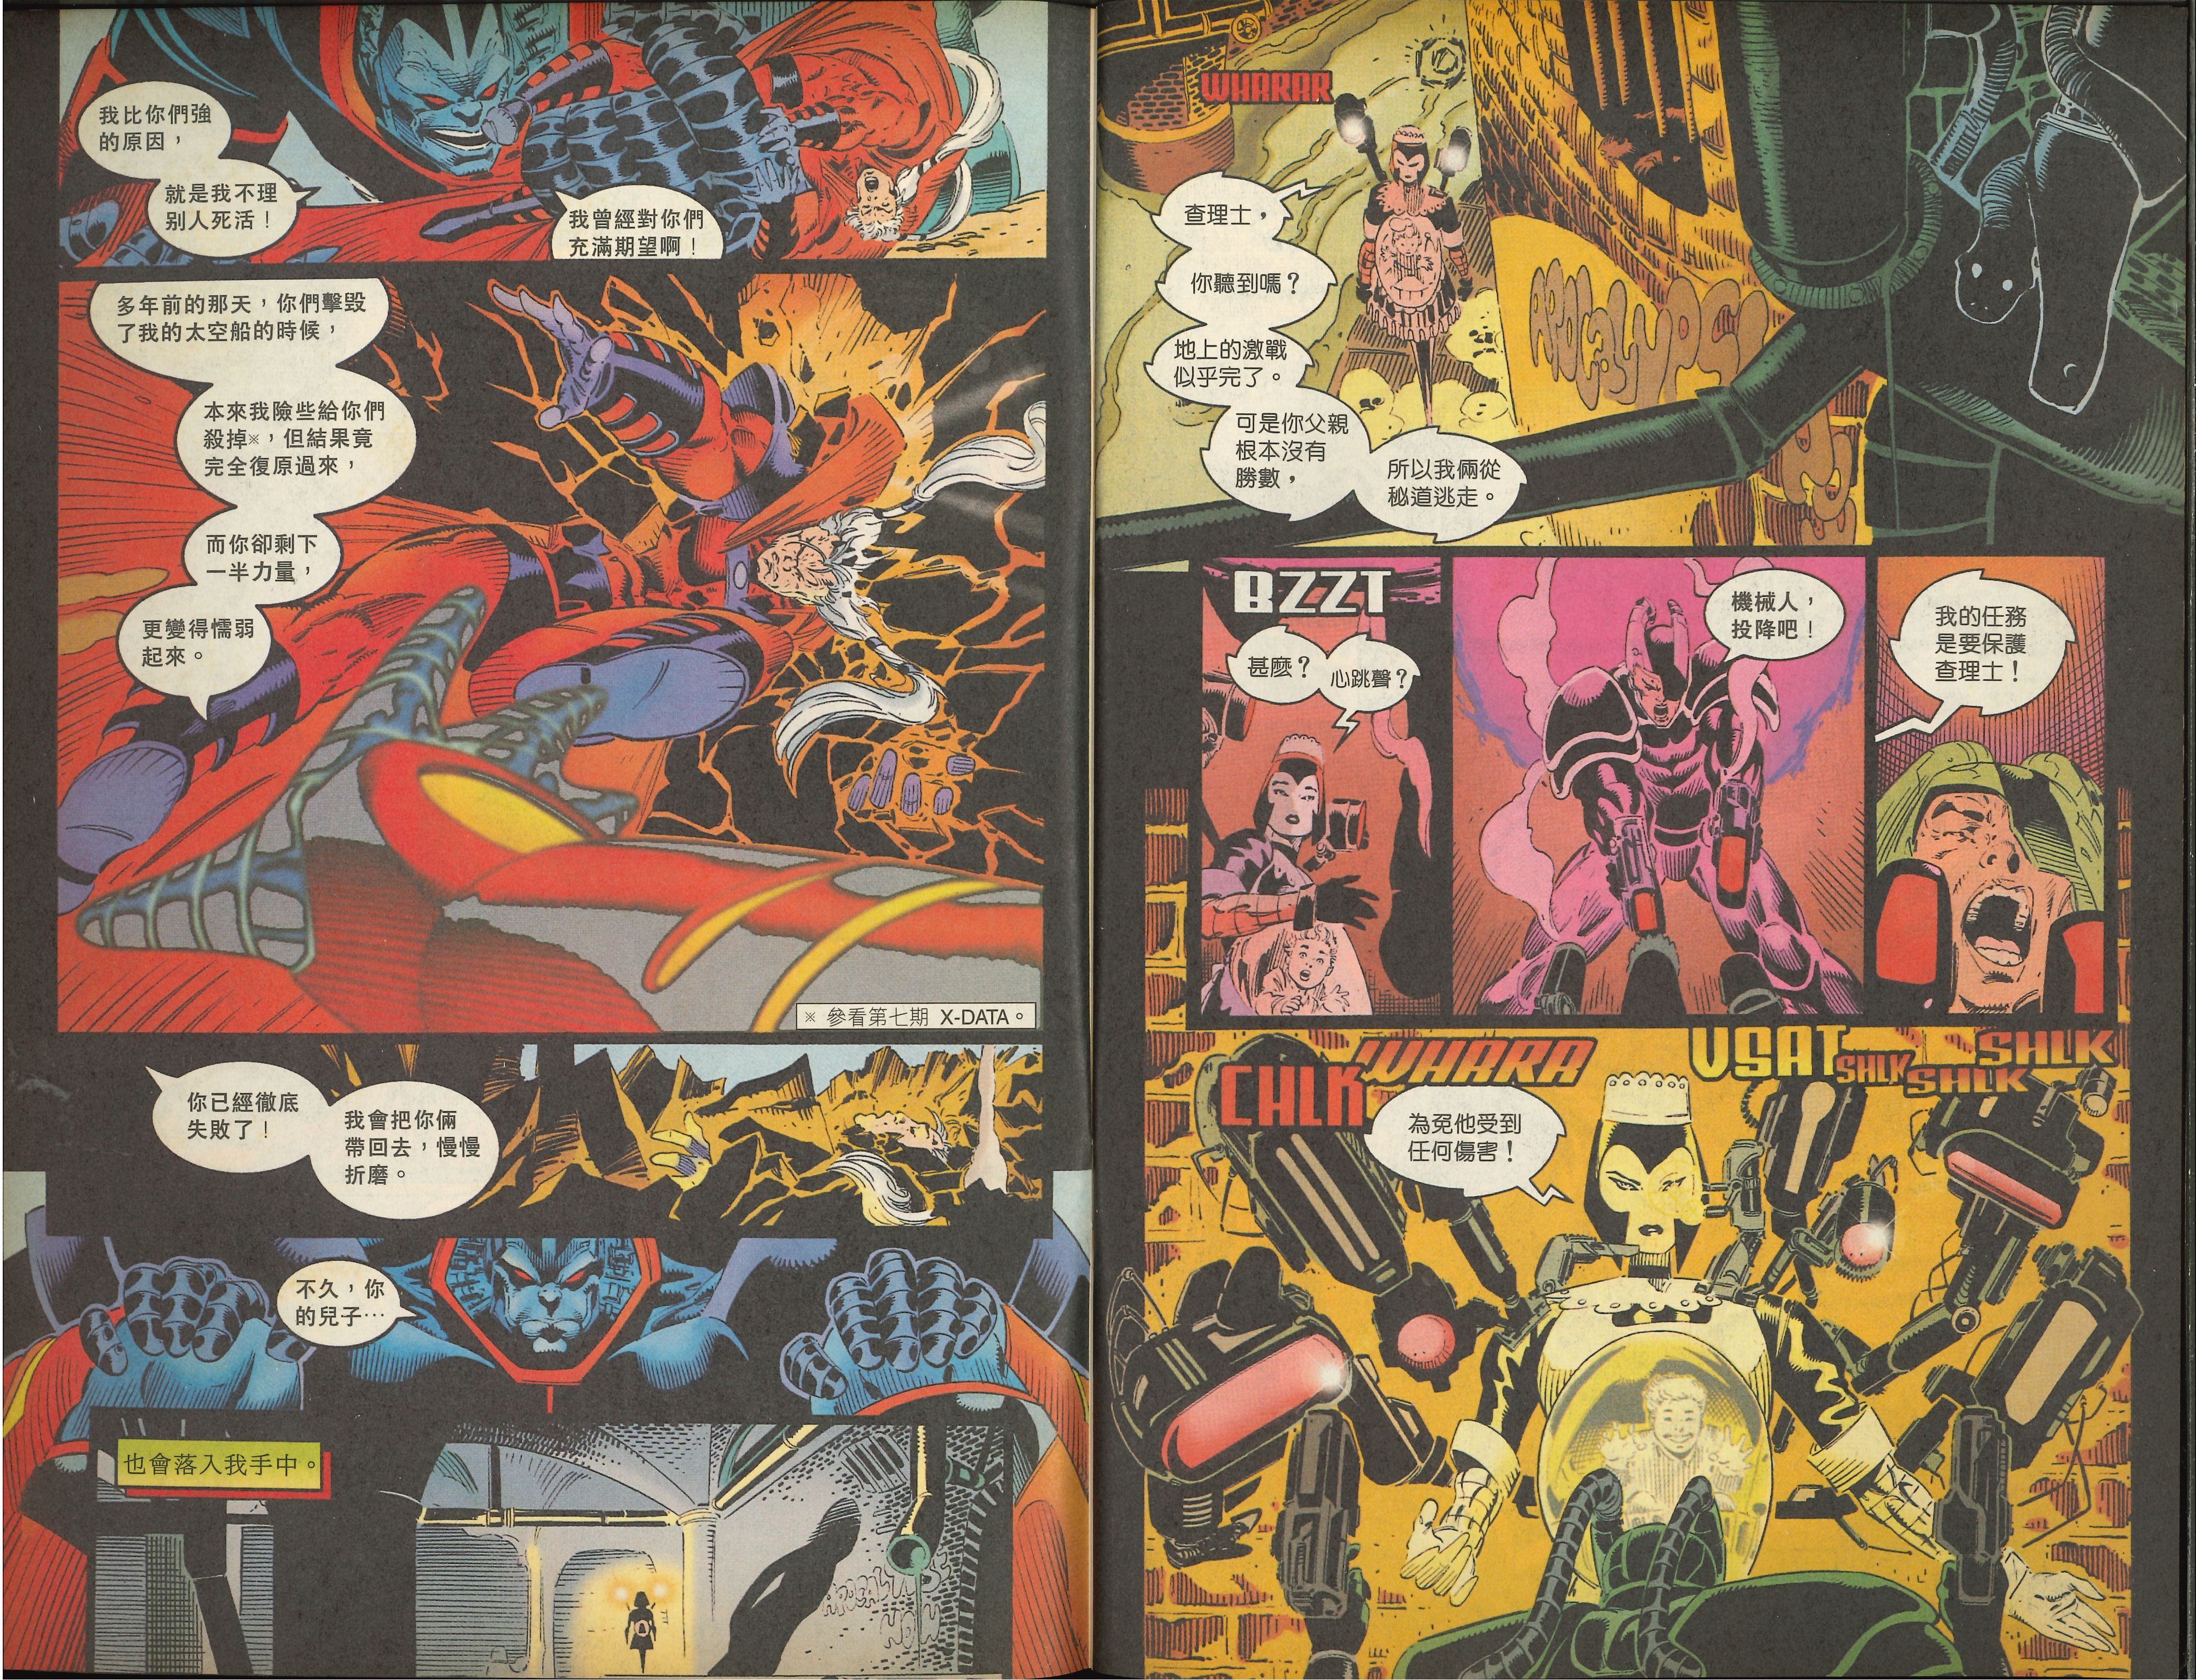 我比你們強
的原因，
就是我不理
別人死活！
我曾經對你們
充滿期望啊！
多年前的那天，你們擊毀
了我的太空船的時候，
本來我險些給你們
殺掉※，但結果竟
完全復原過來，
而你卻剩下
一半力量，
更變得懦弱
起來。
※ 參看第七期 X-DATA。
你已經徹底
失敗了！
我會把你倆
帶回去，慢慢
折磨。
不久，你
的兒子…
也會落入我手中。
WHARAR
查理士，
你聽到嗎？
地上的激戰
似乎完了。
可是你父親
根本沒有
勝數，
所以我倆從
秘道逃走。
BZZT
甚麼？
心跳聲？
機械人，
投降吧！
我的任務
是要保護
查理士！
CHLK
WHARA
VSAT
SHLK
SHLK
SHLK
為免他受到
任何傷害！